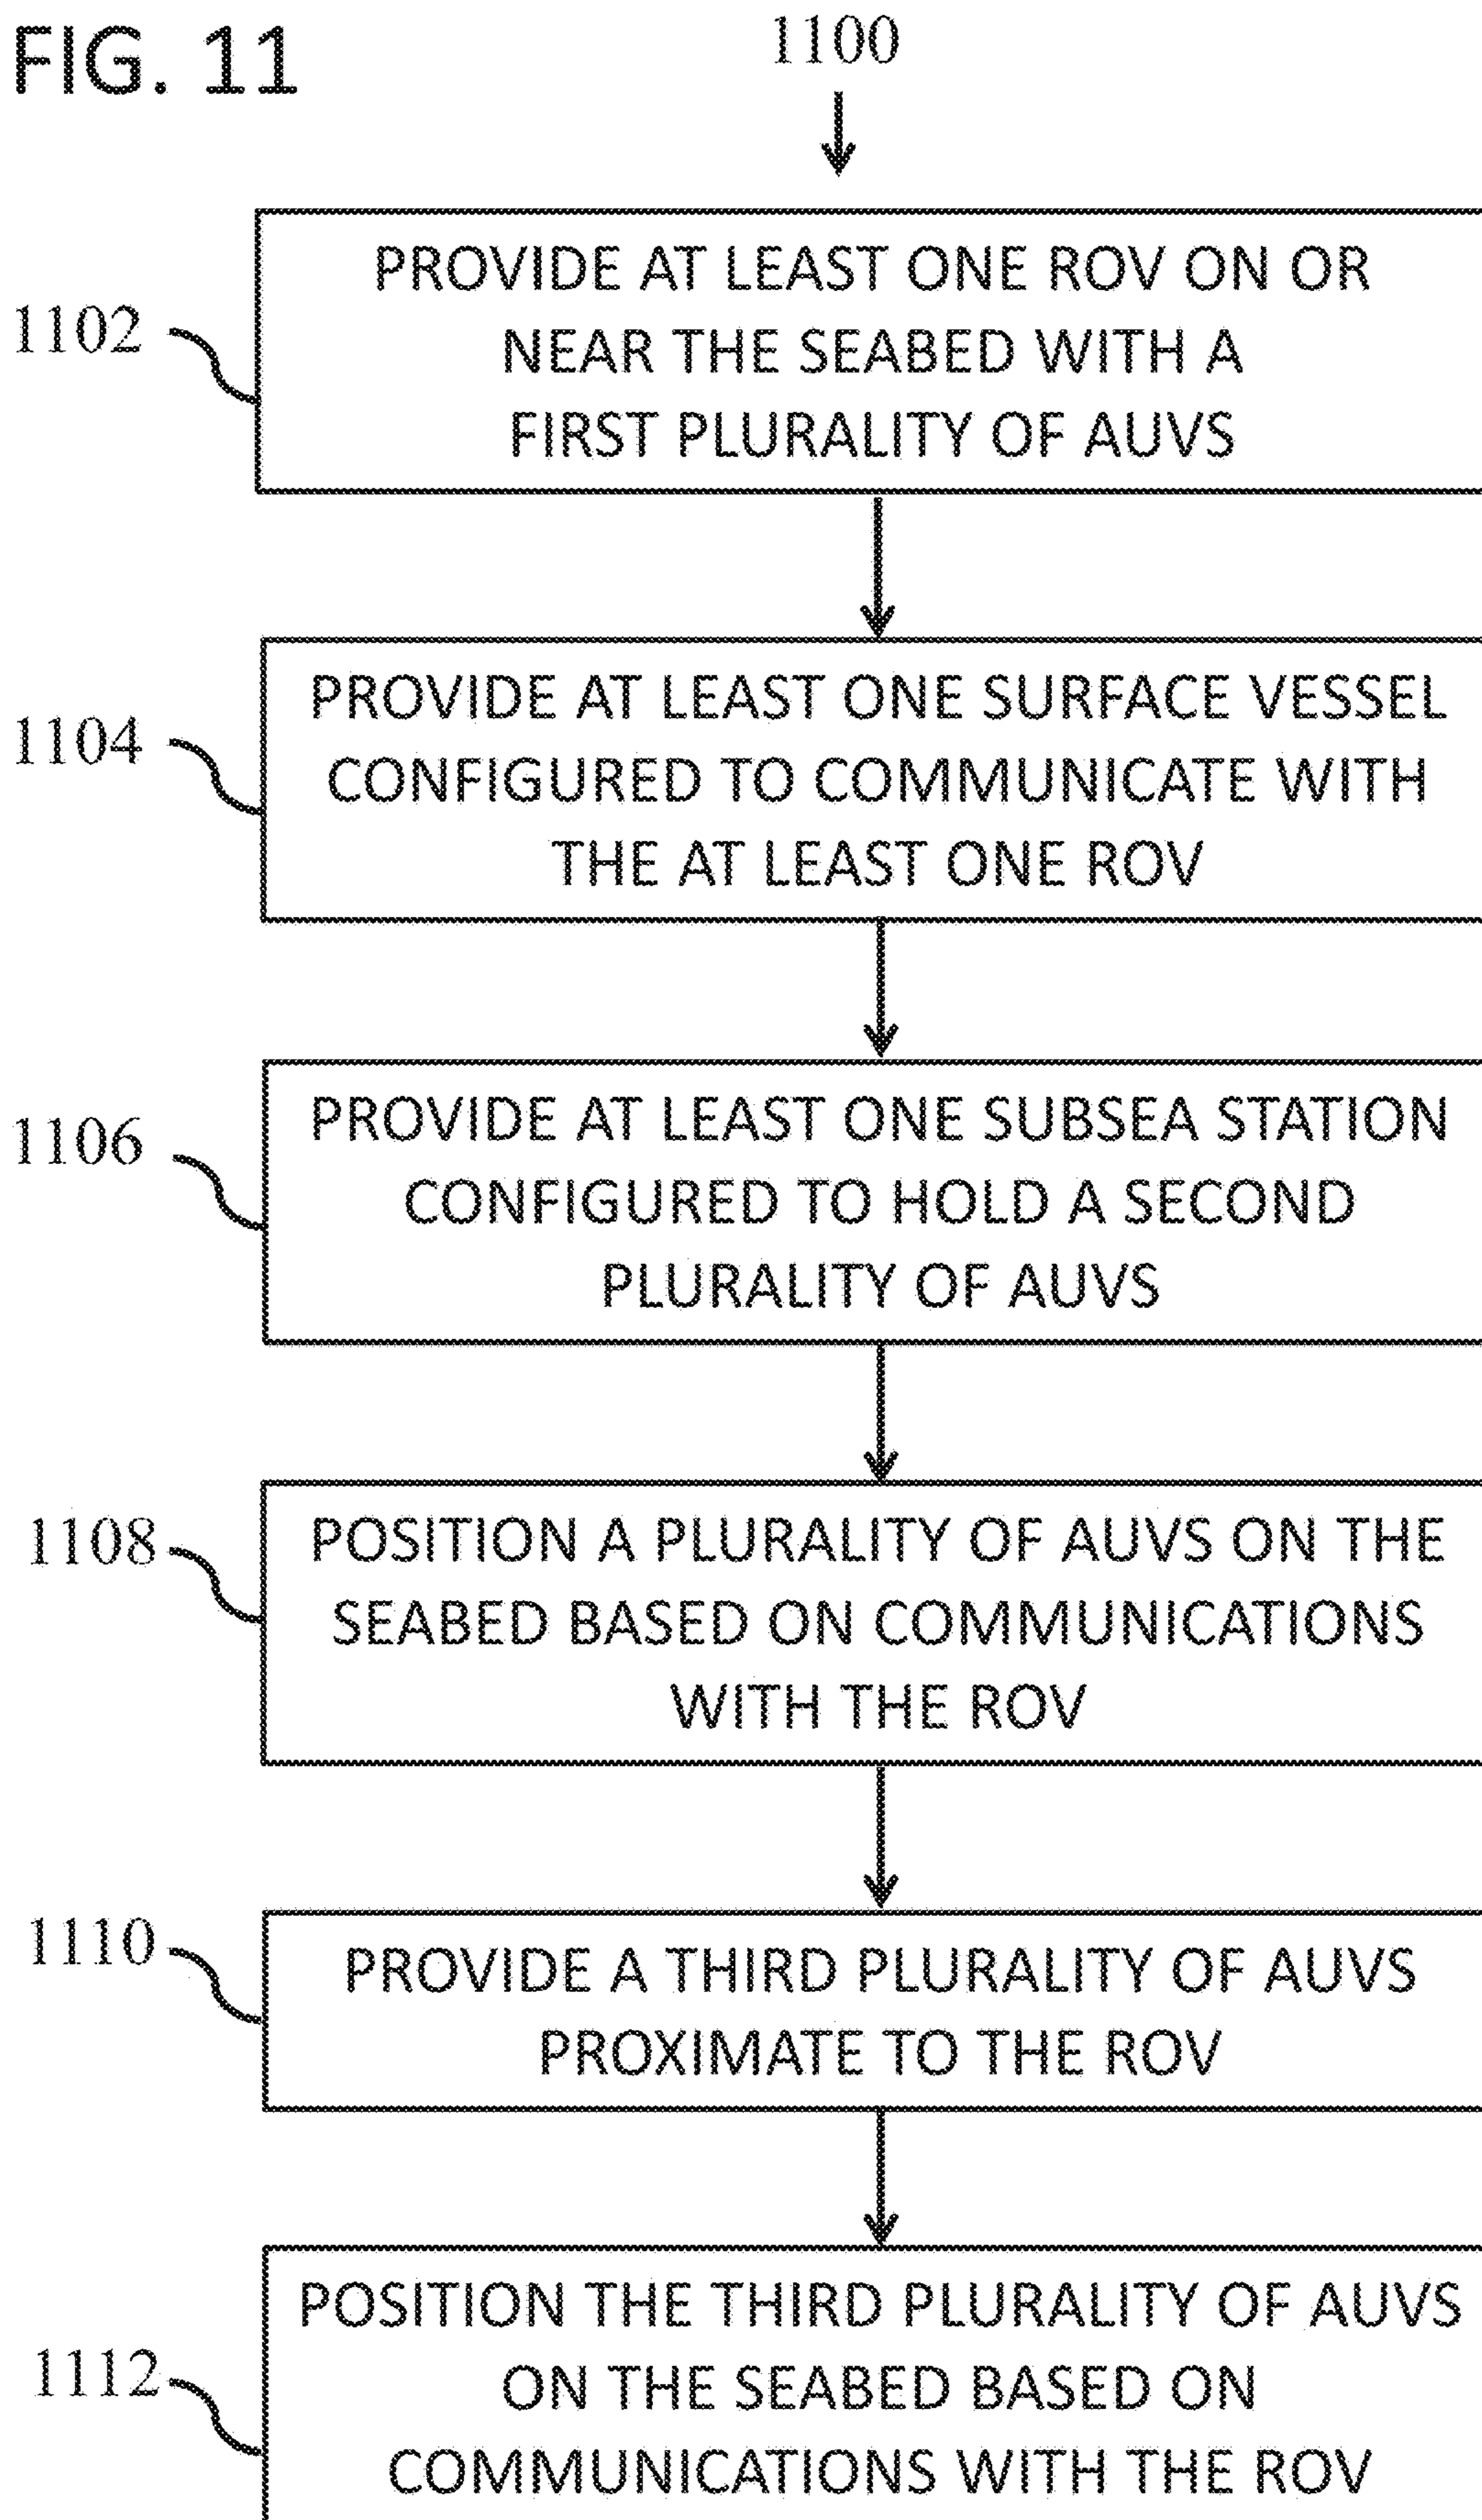 FIG. 11
1100
PROVIDE AT LEAST ONE ROV ON OR
NEAR THE SEABED WITH A
FIRST PLURALITY OF AUVS
1102
PROVIDE AT LEAST ONE SURFACE VESSEL
CONFIGURED TO COMMUNICATE WITH
THE AT LEAST ONE ROV
1104
PROVIDE AT LEAST ONE SUBSEA STATION
CONFIGURED TO HOLD A SECOND
PLURALITY OF AUVS
1106
POSITION A PLURALITY OF AUVS ON THE
SEABED BASED ON COMMUNICATIONS
WITH THE ROV
1108
PROVIDE A THIRD PLURALITY OF AUVS
PROXIMATE TO THE ROV
1110
POSITION THE THIRD PLURALITY OF AUVS
ON THE SEABED BASED ON
COMMUNICATIONS WITH THE ROV
1112